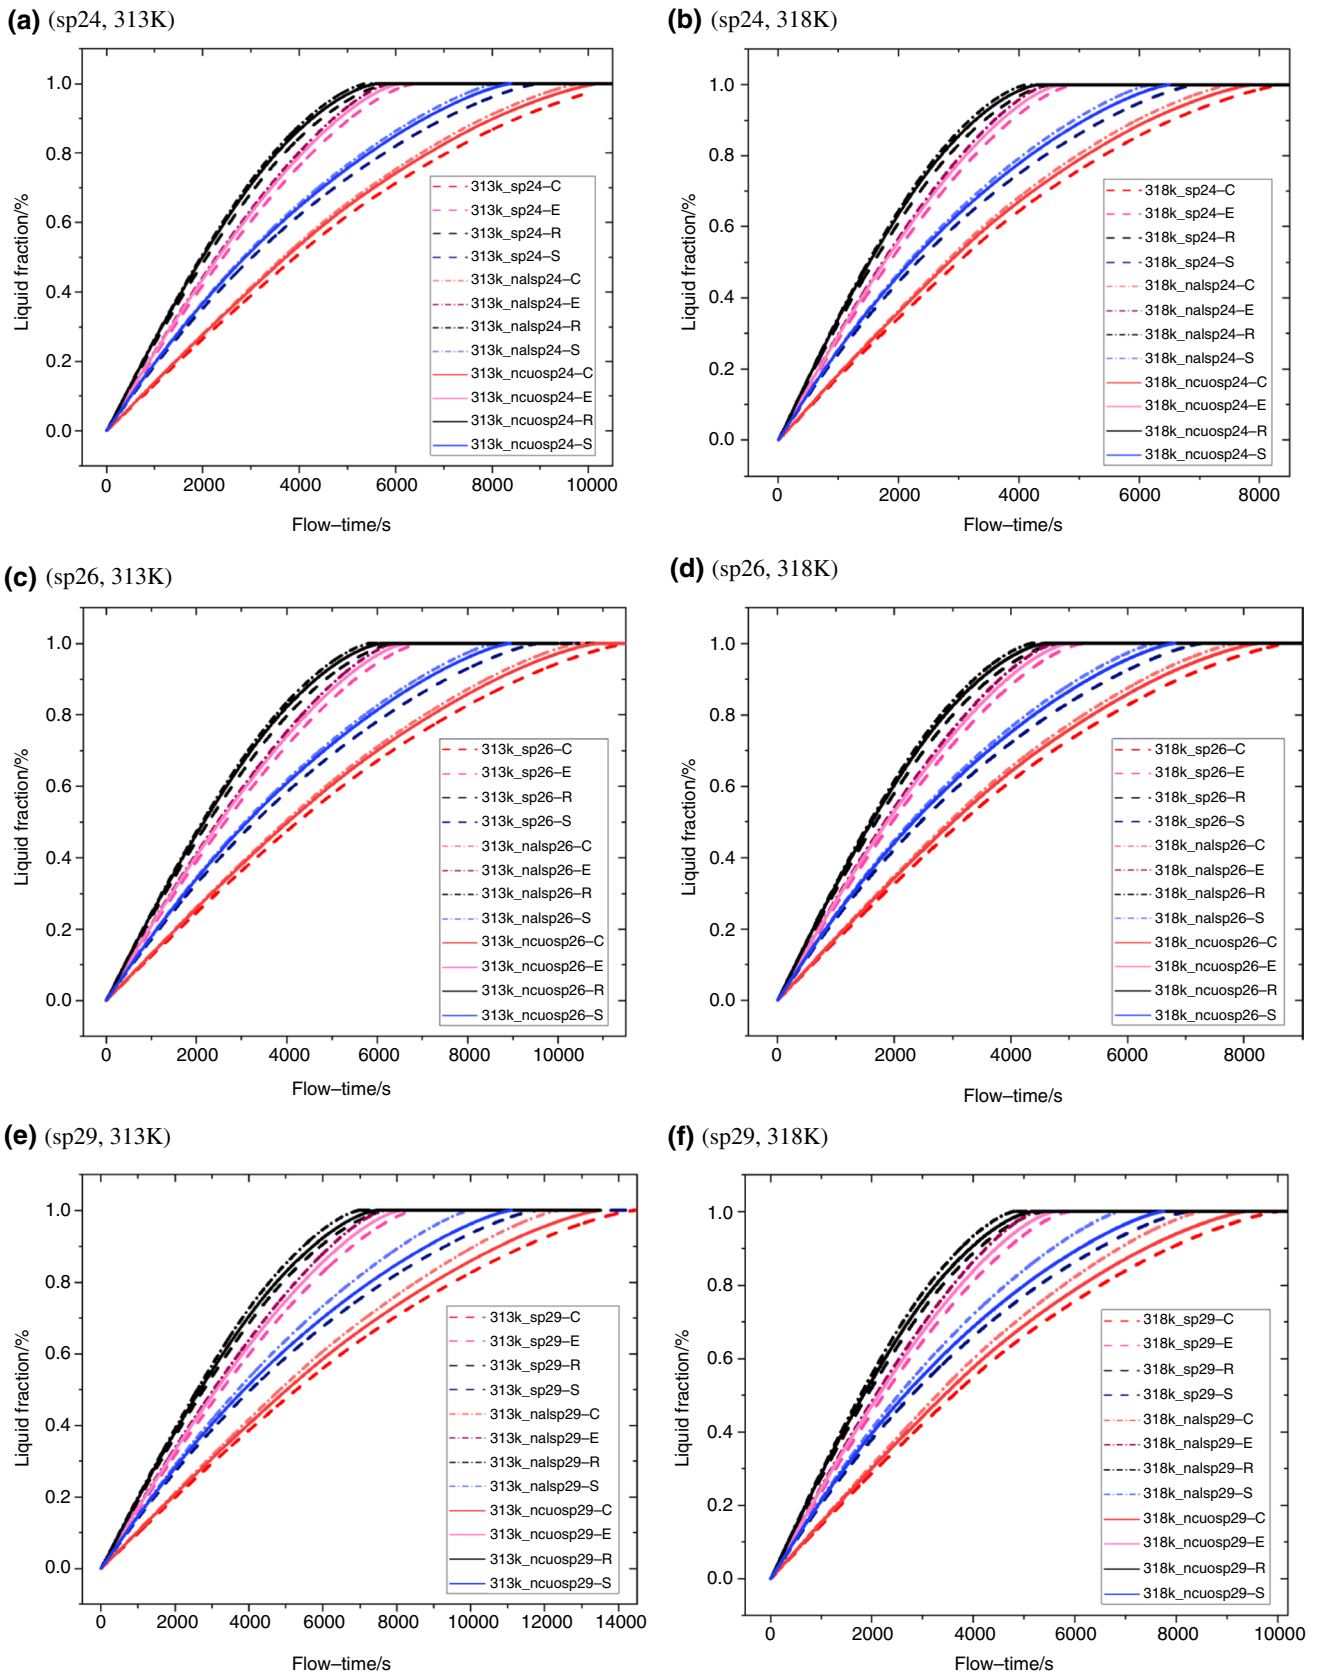 (a) (sp24, 313K)
1.0
0.8
0.6
0.4
0.2
0.0
Liquid fraction/%
313k_sp24–C
313k_sp24–E
313k_sp24–R
313k_sp24–S
313k_nalsp24–C
313k_nalsp24–E
313k_nalsp24–R
313k_nalsp24–S
313k_ncuosp24–C
313k_ncuosp24–E
313k_ncuosp24–R
313k_ncuosp24–S
0 2000 4000 6000 8000 10000
Flow–time/s
(b) (sp24, 318K)
1.0
0.8
0.6
0.4
0.2
0.0
Liquid fraction/%
318k_sp24–C
318k_sp24–E
318k_sp24–R
318k_sp24–S
318k_nalsp24–C
318k_nalsp24–E
318k_nalsp24–R
318k_nalsp24–S
318k_ncuosp24–C
318k_ncuosp24–E
318k_ncuosp24–R
318k_ncuosp24–S
0 2000 4000 6000 8000
Flow–time/s
(c) (sp26, 313K)
1.0
0.8
0.6
0.4
0.2
0.0
Liquid fraction/%
313k_sp26–C
313k_sp26–E
313k_sp26–R
313k_sp26–S
313k_nalsp26–C
313k_nalsp26–E
313k_nalsp26–R
313k_nalsp26–S
313k_ncuosp26–C
313k_ncuosp26–E
313k_ncuosp26–R
313k_ncuosp26–S
0 2000 4000 6000 8000 10000
Flow–time/s
(d) (sp26, 318K)
1.0
0.8
0.6
0.4
0.2
0.0
Liquid fraction/%
318k_sp26–C
318k_sp26–E
318k_sp26–R
318k_sp26–S
318k_nalsp26–C
318k_nalsp26–E
318k_nalsp26–R
318k_nalsp26–S
318k_ncuosp26–C
318k_ncuosp26–E
318k_ncuosp26–R
318k_ncuosp26–S
0 2000 4000 6000 8000
Flow–time/s
(e) (sp29, 313K)
1.0
0.8
0.6
0.4
0.2
0.0
Liquid fraction/%
313k_sp29–C
313k_sp29–E
313k_sp29–R
313k_sp29–S
313k_nalsp29–C
313k_nalsp29–E
313k_nalsp29–R
313k_nalsp29–S
313k_ncuosp29–C
313k_ncuosp29–E
313k_ncuosp29–R
313k_ncuosp29–S
0 2000 4000 6000 8000 10000 12000 14000
Flow–time/s
(f) (sp29, 318K)
1.0
0.8
0.6
0.4
0.2
0.0
Liquid fraction/%
318k_sp29–C
318k_sp29–E
318k_sp29–R
318k_sp29–S
318k_nalsp29–C
318k_nalsp29–E
318k_nalsp29–R
318k_nalsp29–S
318k_ncuosp29–C
318k_ncuosp29–E
318k_ncuosp29–R
318k_ncuosp29–S
0 2000 4000 6000 8000 10000
Flow–time/s